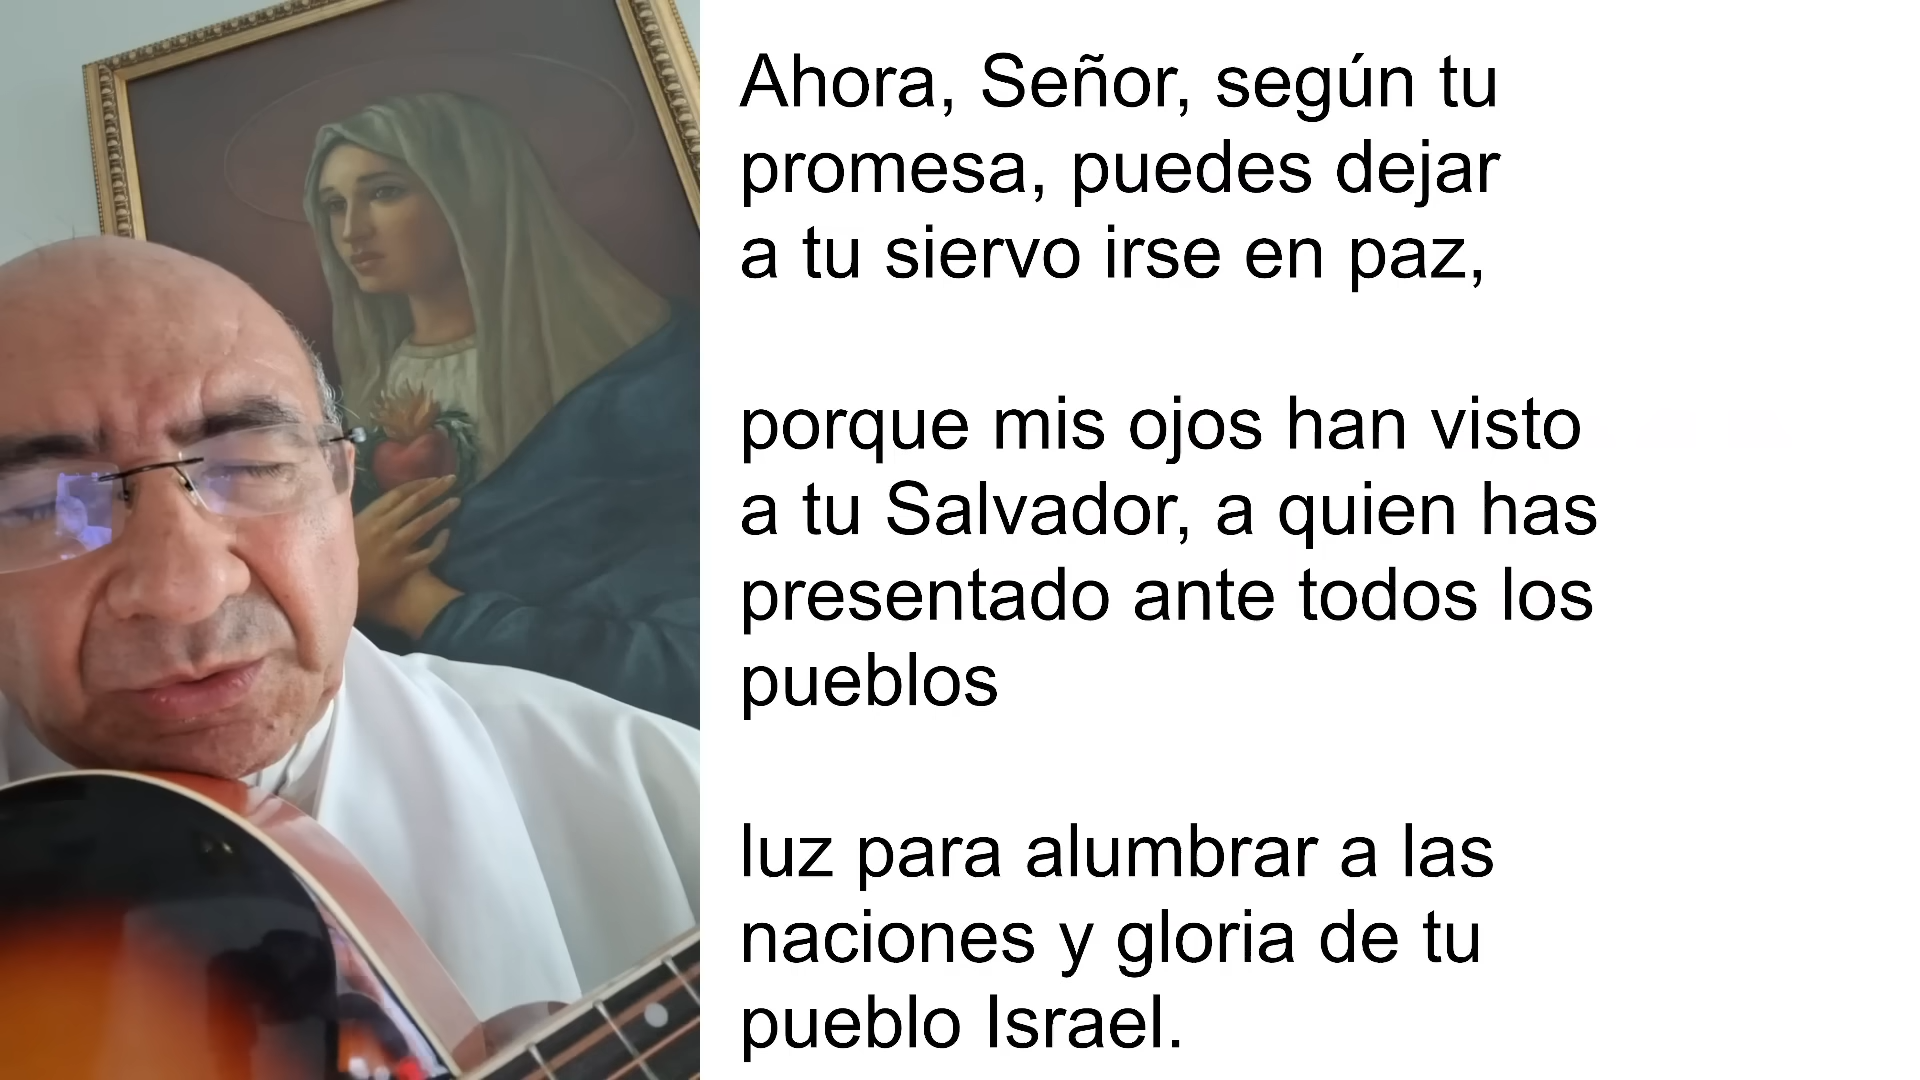 Ahora, Señor, según tu
promesa, puedes dejar
a tu siervo irse en paz,
porque mis ojos han visto
a tu Salvador, a quien has
presentado ante todos los
pueblos
luz para alumbrar a las
naciones y gloria de tu
pueblo Israel.